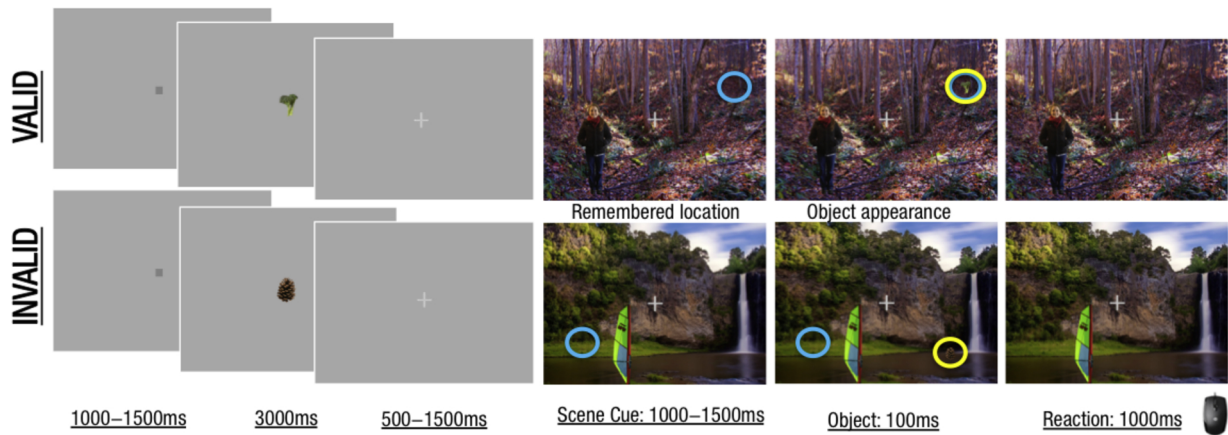 VALID
Remembered location
Object appearance
INVALID
1000–1500ms
3000ms
500-1500ms
Scene Cue: 1000–1500ms
Object: 100ms
Reaction: 1000ms